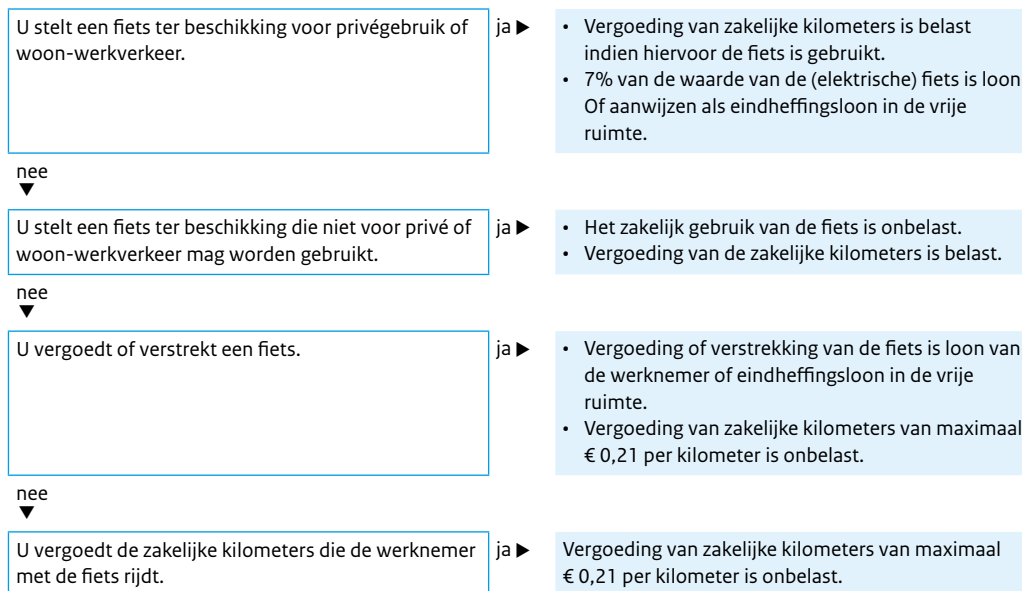 U stelt een fiets ter beschikking voor privégebruik of
woon-werkverkeer.
ja ▶
• Vergoeding van zakelijke kilometers is belast
indien hiervoor de fiets is gebruikt.
• 7% van de waarde van de (elektrische) fiets is loon
Of aanwijzen als eindheffingsloon in de vrije
ruimte.
nee
▼
U stelt een fiets ter beschikking die niet voor privé of
woon-werkverkeer mag worden gebruikt.
ja ▶
• Het zakelijk gebruik van de fiets is onbelast.
• Vergoeding van de zakelijke kilometers is belast.
nee
▼
U vergoedt of verstrekt een fiets.
ja ▶
• Vergoeding of verstrekking van de fiets is loon van
de werknemer of eindheffingsloon in de vrije
ruimte.
• Vergoeding van zakelijke kilometers van maximaal
€ 0,21 per kilometer is onbelast.
nee
▼
U vergoedt de zakelijke kilometers die de werknemer
met de fiets rijdt.
ja ▶
Vergoeding van zakelijke kilometers van maximaal
€ 0,21 per kilometer is onbelast.